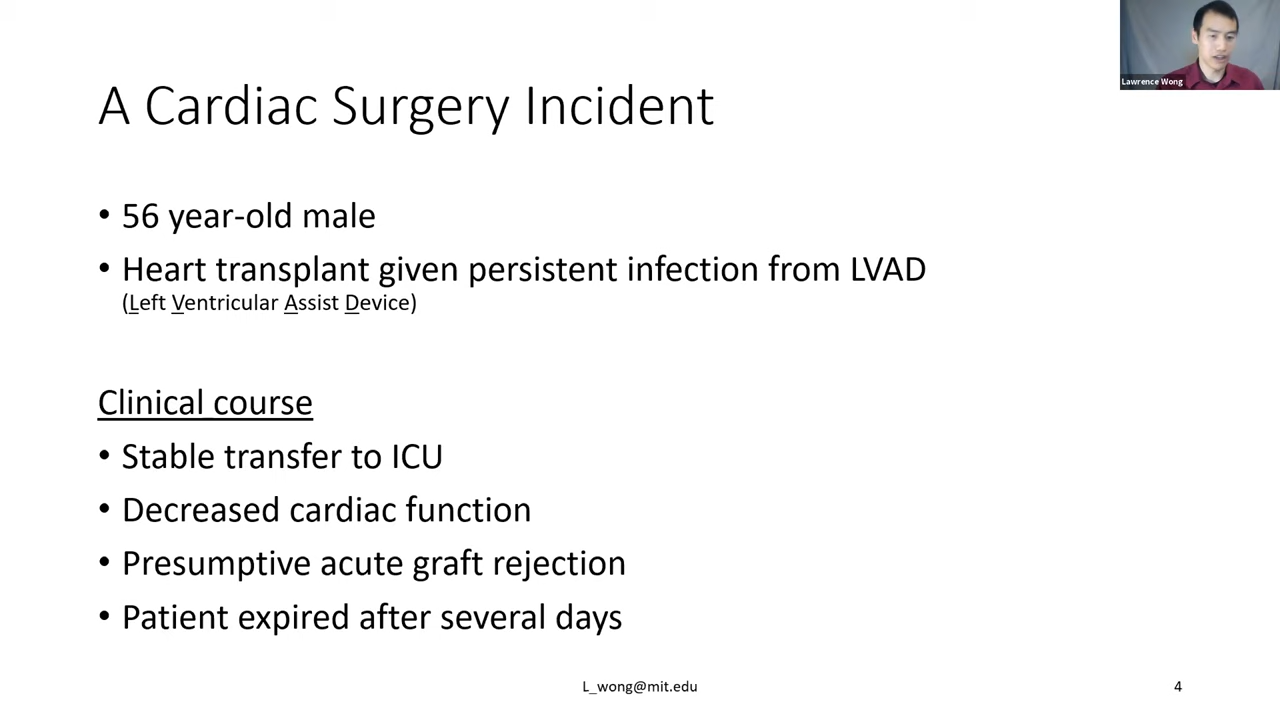 Lawrence Wong
A Cardiac Surgery Incident
• 56 year-old male
• Heart transplant given persistent infection from LVAD
(Left Ventricular Assist Device)
Clinical course
• Stable transfer to ICU
• Decreased cardiac function
• Presumptive acute graft rejection
• Patient expired after several days
L_wong@mit.edu
4